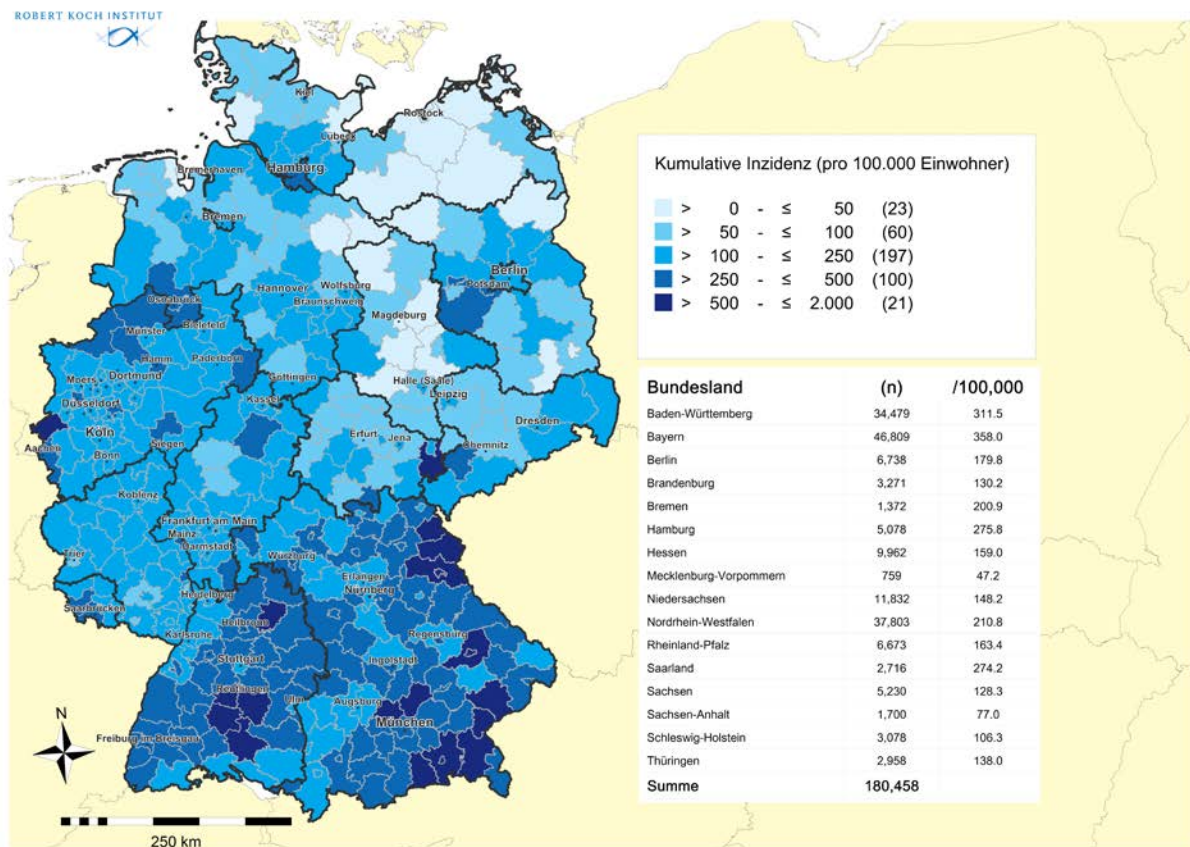 ROBERT KOCH INSTITUT
Kiel
Rostock
Lübeck
Hamburg
Bremerhaven
Bremen
Berlin
Potsdam
Wolfsburg
Hannover
Braunschweig
Magdeburg
Osnabrück
Bielefeld
Münster
Hamm
Paderborn
Göttingen
Halle (Saale)
Leipzig
Moers
Dortmund
Düsseldorf
Kassel
Dresden
Köln
Siegen
Erfurt
Jena
Chemnitz
Aachen
Bonn
Koblenz
Frankfurt am Main
Mainz
Darmstadt
Trier
Würzburg
Erlangen
Nürnberg
Heidelberg
Saarbrücken
Heilbronn
Karlsruhe
Regensburg
Stuttgart
Ingolstadt
Reutlingen
Ulm
Augsburg
München
Freiburg im Breisgau
N
250 km
Kumulative Inzidenz (pro 100.000 Einwohner)
> 0 - ≤ 50 (23)
> 50 - ≤ 100 (60)
> 100 - ≤ 250 (197)
> 250 - ≤ 500 (100)
> 500 - ≤ 2.000 (21)
Bundesland (n) /100,000
Baden-Württemberg 34,479 311.5
Bayern 46,809 358.0
Berlin 6,738 179.8
Brandenburg 3,271 130.2
Bremen 1,372 200.9
Hamburg 5,078 275.8
Hessen 9,962 159.0
Mecklenburg-Vorpommern 759 47.2
Niedersachsen 11,832 148.2
Nordrhein-Westfalen 37,803 210.8
Rheinland-Pfalz 6,673 163.4
Saarland 2,716 274.2
Sachsen 5,230 128.3
Sachsen-Anhalt 1,700 77.0
Schleswig-Holstein 3,078 106.3
Thüringen 2,958 138.0
Summe 180,458